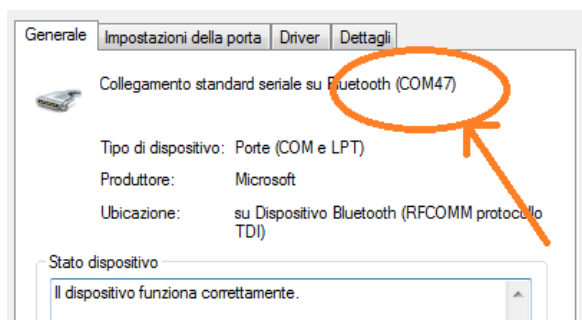 Generale Impostazioni della porta Driver Dettagli
Collegamento standard seriale su Bluetooth (COM47)
Tipo di dispositivo: Porte (COM e LPT)
Produttore: Microsoft
Ubicazione: su Dispositivo Bluetooth (RFCOMM protocollo
TDI)
Stato dispositivo
Il dispositivo funziona correttamente.